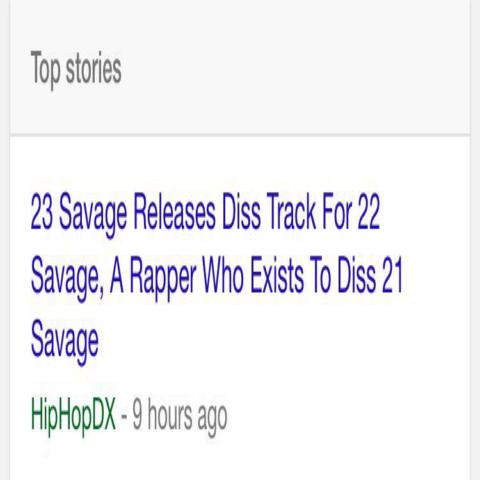 Top stories
23 Savage Releases Diss Track For 22
Savage, A Rapper Who Exists To Diss 21
Savage
HipHopDX - 9 hours ago